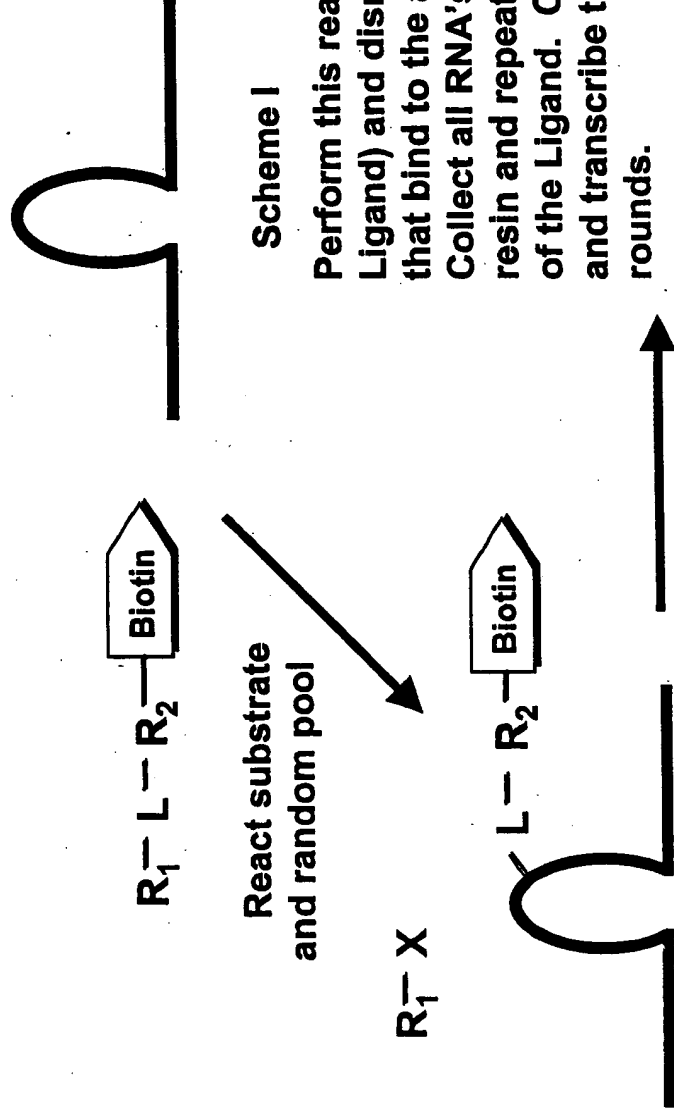 R₁ — L — R₂ — Biotin
React substrate
and random pool
R₁ — X
L — R₂ — Biotin
Scheme I
Perform this rea
Ligand) and
that bind to the a
Collect all RNA's
resin and repeat
of the Ligand.
and transcribe t
rounds.